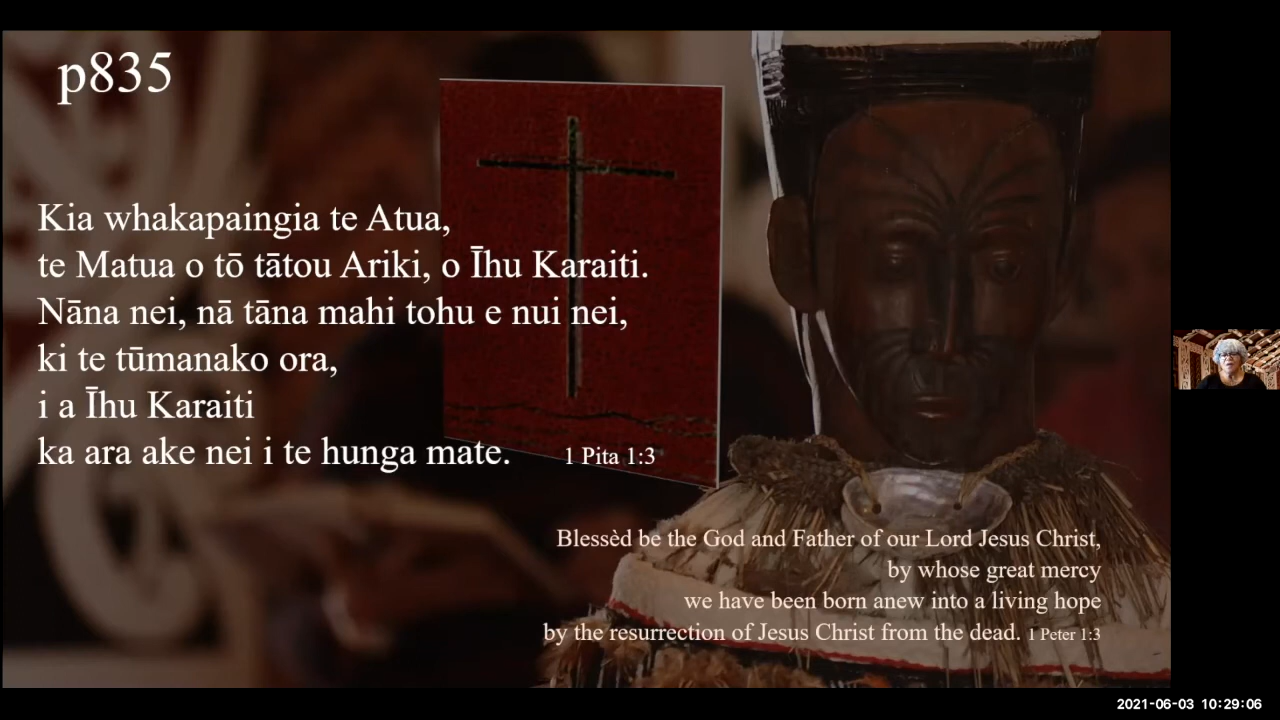 p835
Kia whakapaingia te Atua,
te Matua o tō tātou Ariki, o Īhu Karaiti.
Nāna nei, nā tāna mahi tohu e nui nei,
ki te tūmanako ora,
i a Īhu Karaiti
ka ara ake nei i te hunga mate. 1 Pita 1:3
Blessèd be the God and Father of our Lord Jesus Christ,
by whose great mercy
we have been born anew into a living hope
by the resurrection of Jesus Christ from the dead. 1 Peter 1:3
2021-06-03 10:29:06